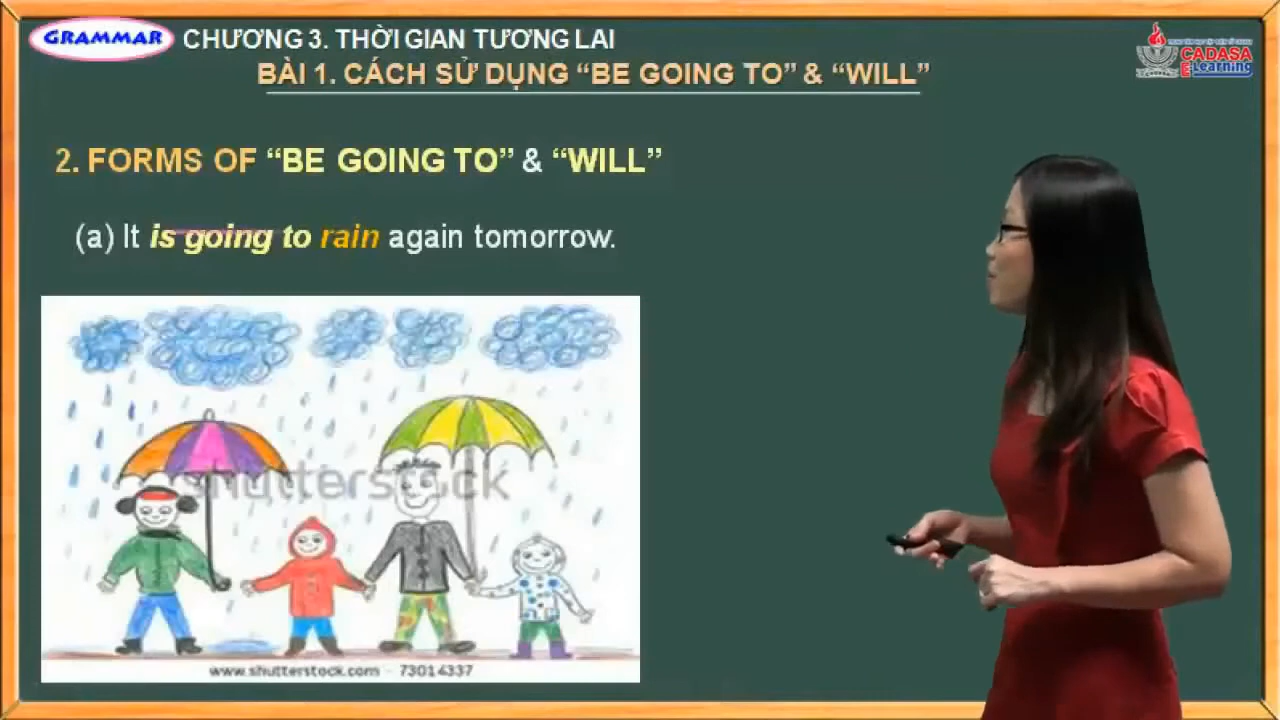 GRAMMAR CHƯƠNG 3. THỜI GIAN TƯƠNG LAI
BÀI 1. CÁCH SỬ DỤNG “BE GOING TO” & “WILL”
CADASA
ELearning
2. FORMS OF “BE GOING TO” & “WILL”
(a) It is going to rain again tomorrow.
shutterstock
www.shutterstock.com - 73014337